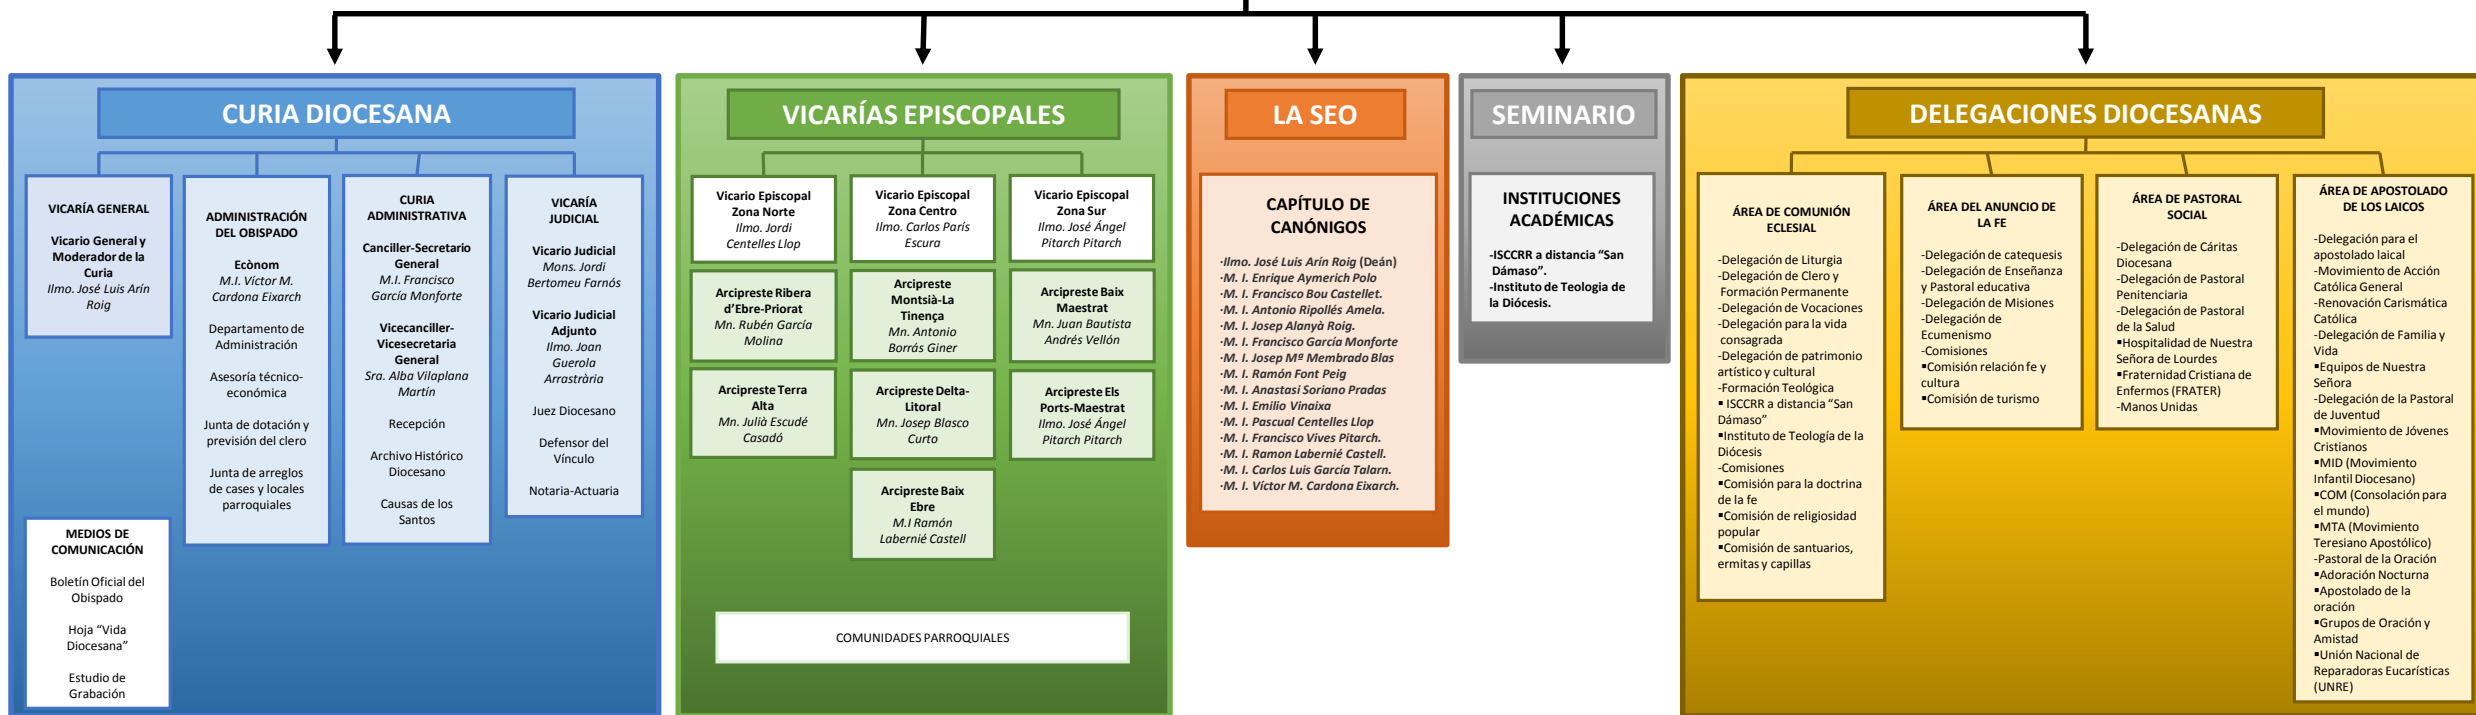 CURIA DIOCESANA
VICARÍA GENERAL
Vicario General y
Moderador de la
Curia
Ilmo. José Luis Arín
Roig
ADMINISTRACIÓN
DEL OBISPADO
Ecònom
M.I. Víctor M.
Cardona Eixarch
Departamento de
Administración
Asesoría técnico-
económica
Junta de dotación y
previsión del clero
Junta de arreglos
de cases y locales
parroquiales
CURIA
ADMINISTRATIVA
Canciller-Secretario
General
M.I. Francisco
García Monforte
Vicecanciller-
Vicesecretaria
General
Sra. Alba Vilaplana
Martín
Recepción
Archivo Histórico
Diocesano
Causas de los
Santos
VICARÍA
JUDICIAL
Vicario Judicial
Mons. Jordi
Bertomeu Farnós
Vicario Judicial
Adjunto
Ilmo. Joan
Guerola
Arrastrària
Juez Diocesano
Defensor del
Vínculo
Notaria-Actuaria
MEDIOS DE
COMUNICACIÓN
Boletín Oficial del
Obispado
Hoja “Vida
Diocesana”
Estudio de
Grabación
VICARÍAS EPISCOPALES
Vicario Episcopal
Zona Norte
Ilmo. Jordi
Centelles Llop
Arcipreste Ribera
d’Ebre-Priorat
Mn. Rubén García
Molina
Arcipreste Terra
Alta
Mn. Julià Escudé
Casadó
Vicario Episcopal
Zona Centro
Ilmo. Carlos París
Escura
Arcipreste
Montsià-La
Tinença
Mn. Antonio
Borrás Giner
Arcipreste Delta-
Litoral
Mn. Josep Blasco
Curto
Arcipreste Baix
Ebre
M.I Ramón
Labernié Castell
Vicario Episcopal
Zona Sur
Ilmo. José Ángel
Pitarch Pitarch
Arcipreste Baix
Maestrat
Mn. Juan Bautista
Andrés Vellón
Arcipreste Els
Ports-Maestrat
Ilmo. José Ángel
Pitarch Pitarch
COMUNIDADES PARROQUIALES
LA SEO
CAPÍTULO DE
CANÓNIGOS
·Ilmo. José Luis Arín Roig (Deán)
·M. I. Enrique Aymerich Polo
·M. I. Francisco Bou Castellet.
·M. I. Antonio Ripollés Amela.
·M. I. Josep Alanyà Roig.
·M. I. Francisco García Monforte
·M. I. Josep Mª Membrado Blas
·M. I. Ramón Font Peig
·M. I. Anastasi Soriano Pradas
·M. I. Emilio Vinaixa
·M. I. Pascual Centelles Llop
·M. I. Francisco Vives Pitarch.
·M. I. Ramon Labernié Castell.
·M. I. Carlos Luis García Talarn.
·M. I. Víctor M. Cardona Eixarch.
SEMINARIO
INSTITUCIONES
ACADÉMICAS
-ISCCRR a distancia “San
Dámaso”.
-Instituto de Teologia de
la Diócesis.
DELEGACIONES DIOCESANAS
ÁREA DE COMUNIÓN
ECLESIAL
-Delegación de Liturgia
-Delegación de Clero y
Formación Permanente
-Delegación de Vocaciones
-Delegación para la vida
consagrada
-Delegación de patrimonio
artístico y cultural
-Formación Teológica
▪ ISCCRR a distancia “San
Dámaso”
▪Instituto de Teología de la
Diócesis
-Comisiones
▪Comisión para la doctrina
de la fe
▪Comisión de religiosidad
popular
▪Comisión de santuarios,
ermitas y capillas
ÁREA DEL ANUNCIO DE
LA FE
-Delegación de catequesis
-Delegación de Enseñanza
y Pastoral educativa
-Delegación de Misiones
-Delegación de
Ecumenismo
-Comisiones
▪Comisión relación fe y
cultura
▪Comisión de turismo
ÁREA DE PASTORAL
SOCIAL
-Delegación de Cáritas
Diocesana
-Delegación de Pastoral
Penitenciaria
-Delegación de Pastoral
de la Salud
▪Hospitalidad de Nuestra
Señora de Lourdes
▪Fraternidad Cristiana de
Enfermos (FRATER)
-Manos Unidas
ÁREA DE APOSTOLADO
DE LOS LAICOS
-Delegación para el
apostolado laical
-Movimiento de Acción
Católica General
-Renovación Carismática
Católica
-Delegación de Familia y
Vida
▪Equipos de Nuestra
Señora
-Delegación de la Pastoral
de Juventud
▪Movimiento de Jóvenes
Cristianos
▪MID (Movimiento
Infantil Diocesano)
▪COM (Consolación para
el mundo)
▪MTA (Movimiento
Teresiano Apostólico)
-Pastoral de la Oración
▪Adoración Nocturna
▪Apostolado de la
oración
▪Grupos de Oración y
Amistad
▪Unión Nacional de
Reparadoras Eucarísticas
(UNRE)